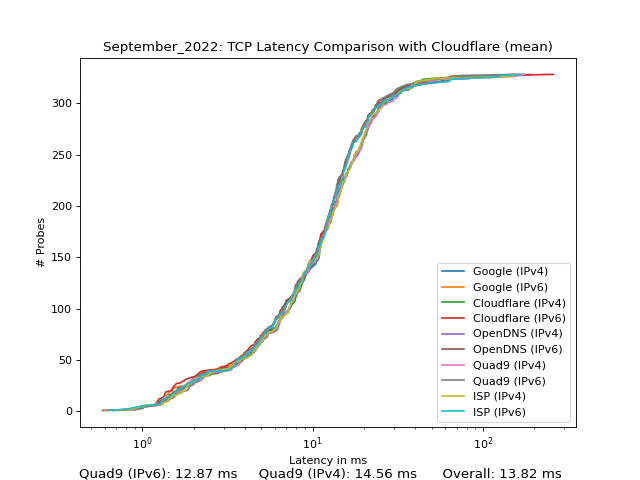 September_2022: TCP Latency Comparison with Cloudflare (mean)
# Probes
300
250
200
150
100
50
0
10⁰
10¹
10²
Latency in ms
Google (IPv4)
Google (IPv6)
Cloudflare (IPv4)
Cloudflare (IPv6)
OpenDNS (IPv4)
OpenDNS (IPv6)
Quad9 (IPv4)
Quad9 (IPv6)
ISP (IPv4)
ISP (IPv6)
Quad9 (IPv6): 12.87 ms Quad9 (IPv4): 14.56 ms Overall: 13.82 ms